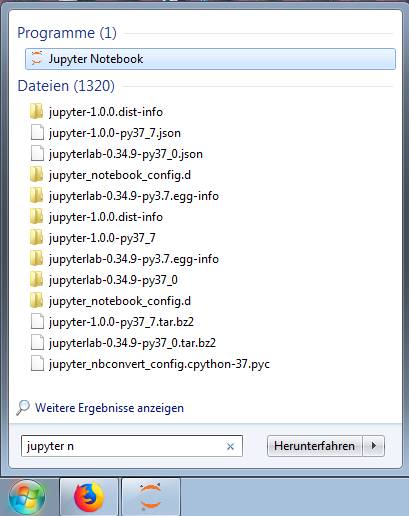 Programme (1)
Jupyter Notebook
Dateien (1320)
jupyter-1.0.0.dist-info
jupyter-1.0.0-py37_7.json
jupyterlab-0.34.9-py37_0.json
jupyter_notebook_config.d
jupyterlab-0.34.9-py3.7.egg-info
jupyter-1.0.0.dist-info
jupyter-1.0.0-py37_7
jupyterlab-0.34.9-py3.7.egg-info
jupyterlab-0.34.9-py37_0
jupyter_notebook_config.d
jupyter-1.0.0-py37_7.tar.bz2
jupyterlab-0.34.9-py37_0.tar.bz2
jupyter_nbconvert_config.cpython-37.pyc
Weitere Ergebnisse anzeigen
jupyter n
Herunterfahren